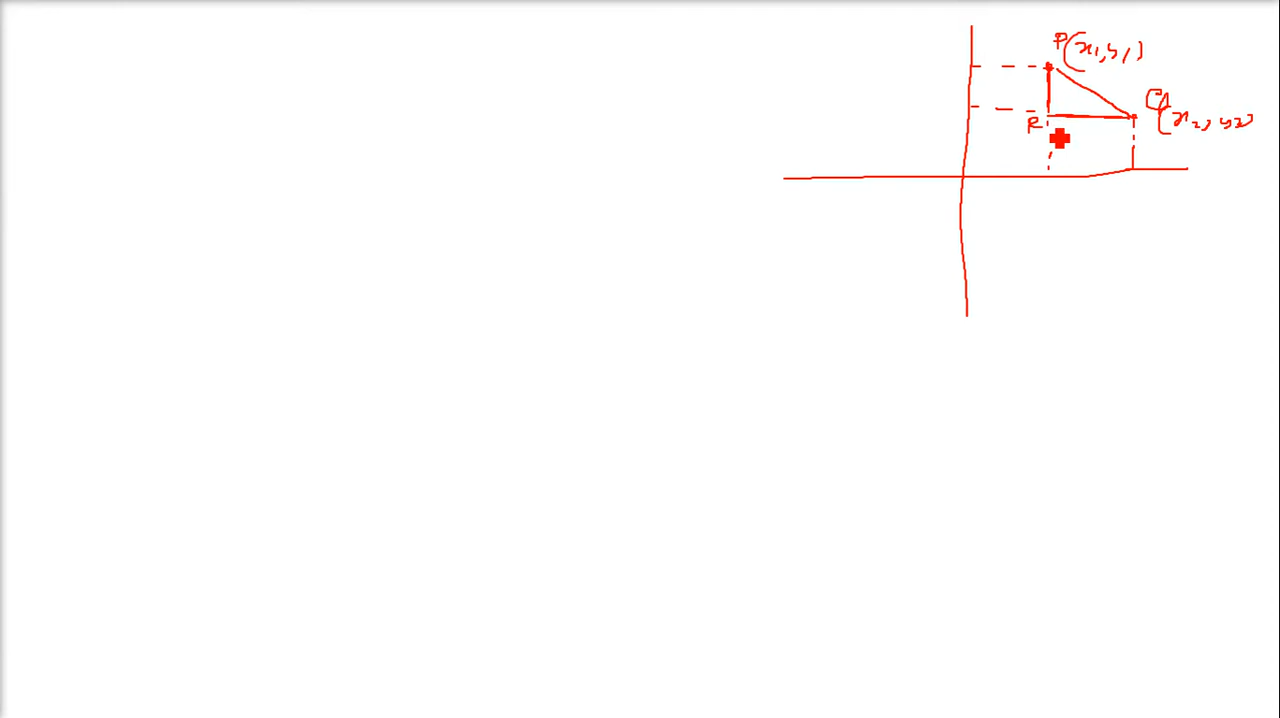 P(x1, y1)
Q(x2, y2)
R